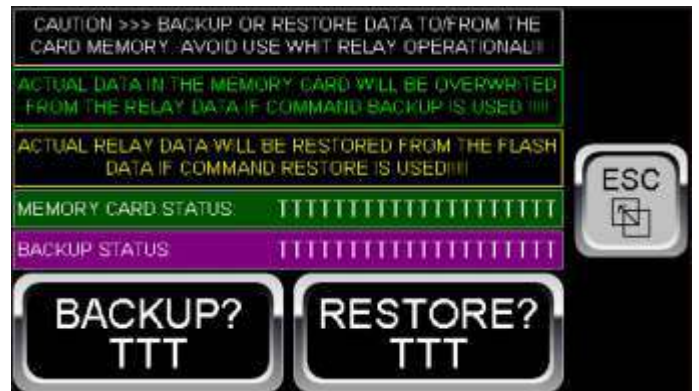 CAUTION >>> BACKUP OR RESTORE DATA TO/FROM THE
CARD MEMORY. AVOID USE WHIT RELAY OPERATIONAL!!
ACTUAL DATA IN THE MEMORY CARD WILL BE OVERWRITED
FROM THE RELAY DATA IF COMMAND BACKUP IS USED !!!!!
ACTUAL RELAY DATA WILL BE RESTORED FROM THE FLASH
DATA IF COMMAND RESTORE IS USED!!!!!
MEMORY CARD STATUS: TTTTTTTTTTTTTTTTTTTT
BACKUP STATUS: TTTTTTTTTTTTTTTTTTTT
ESC
BACKUP?
TTT
RESTORE?
TTT